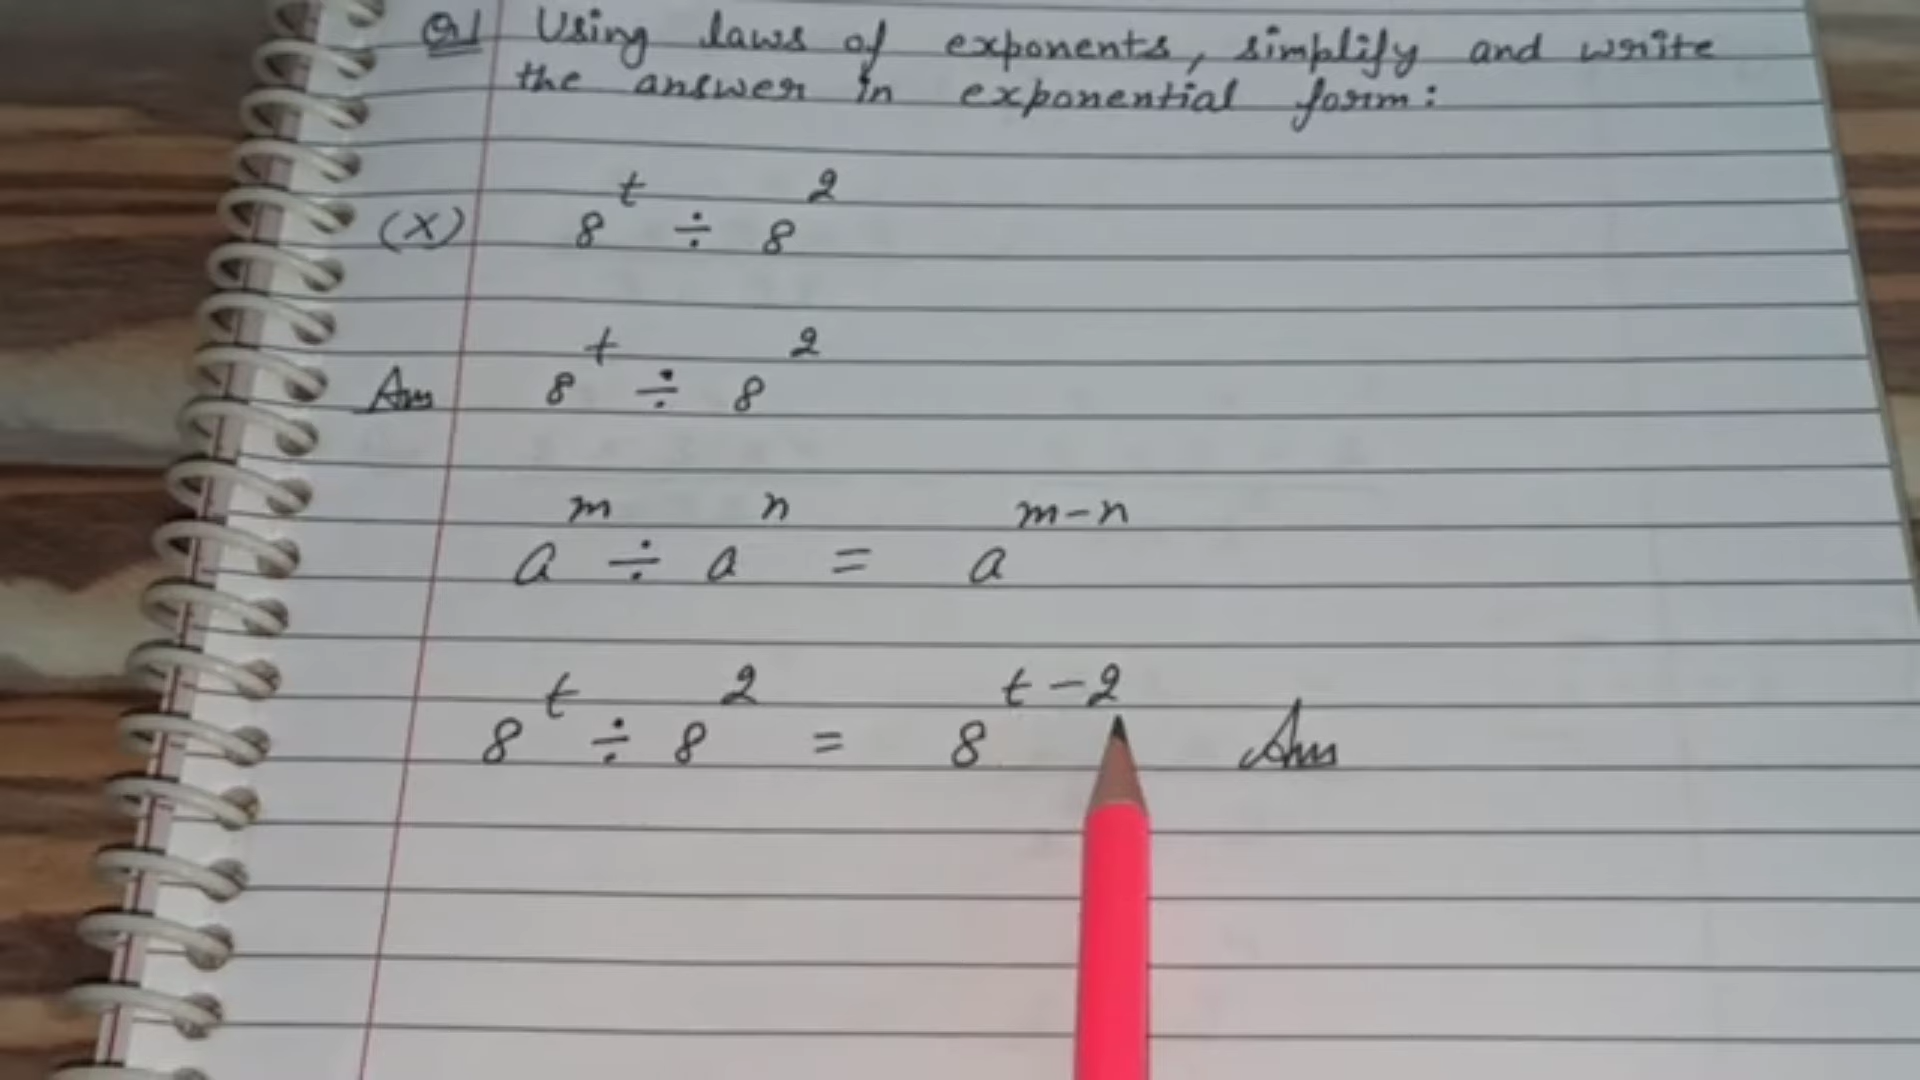 Q1 Using laws of exponents, simplify and write
the answer in exponential form:
(x) 8^t ÷ 8^2
Ans 8^t ÷ 8^2
a^m ÷ a^n = a^(m-n)
8^t ÷ 8^2 = 8^(t-2) Ans